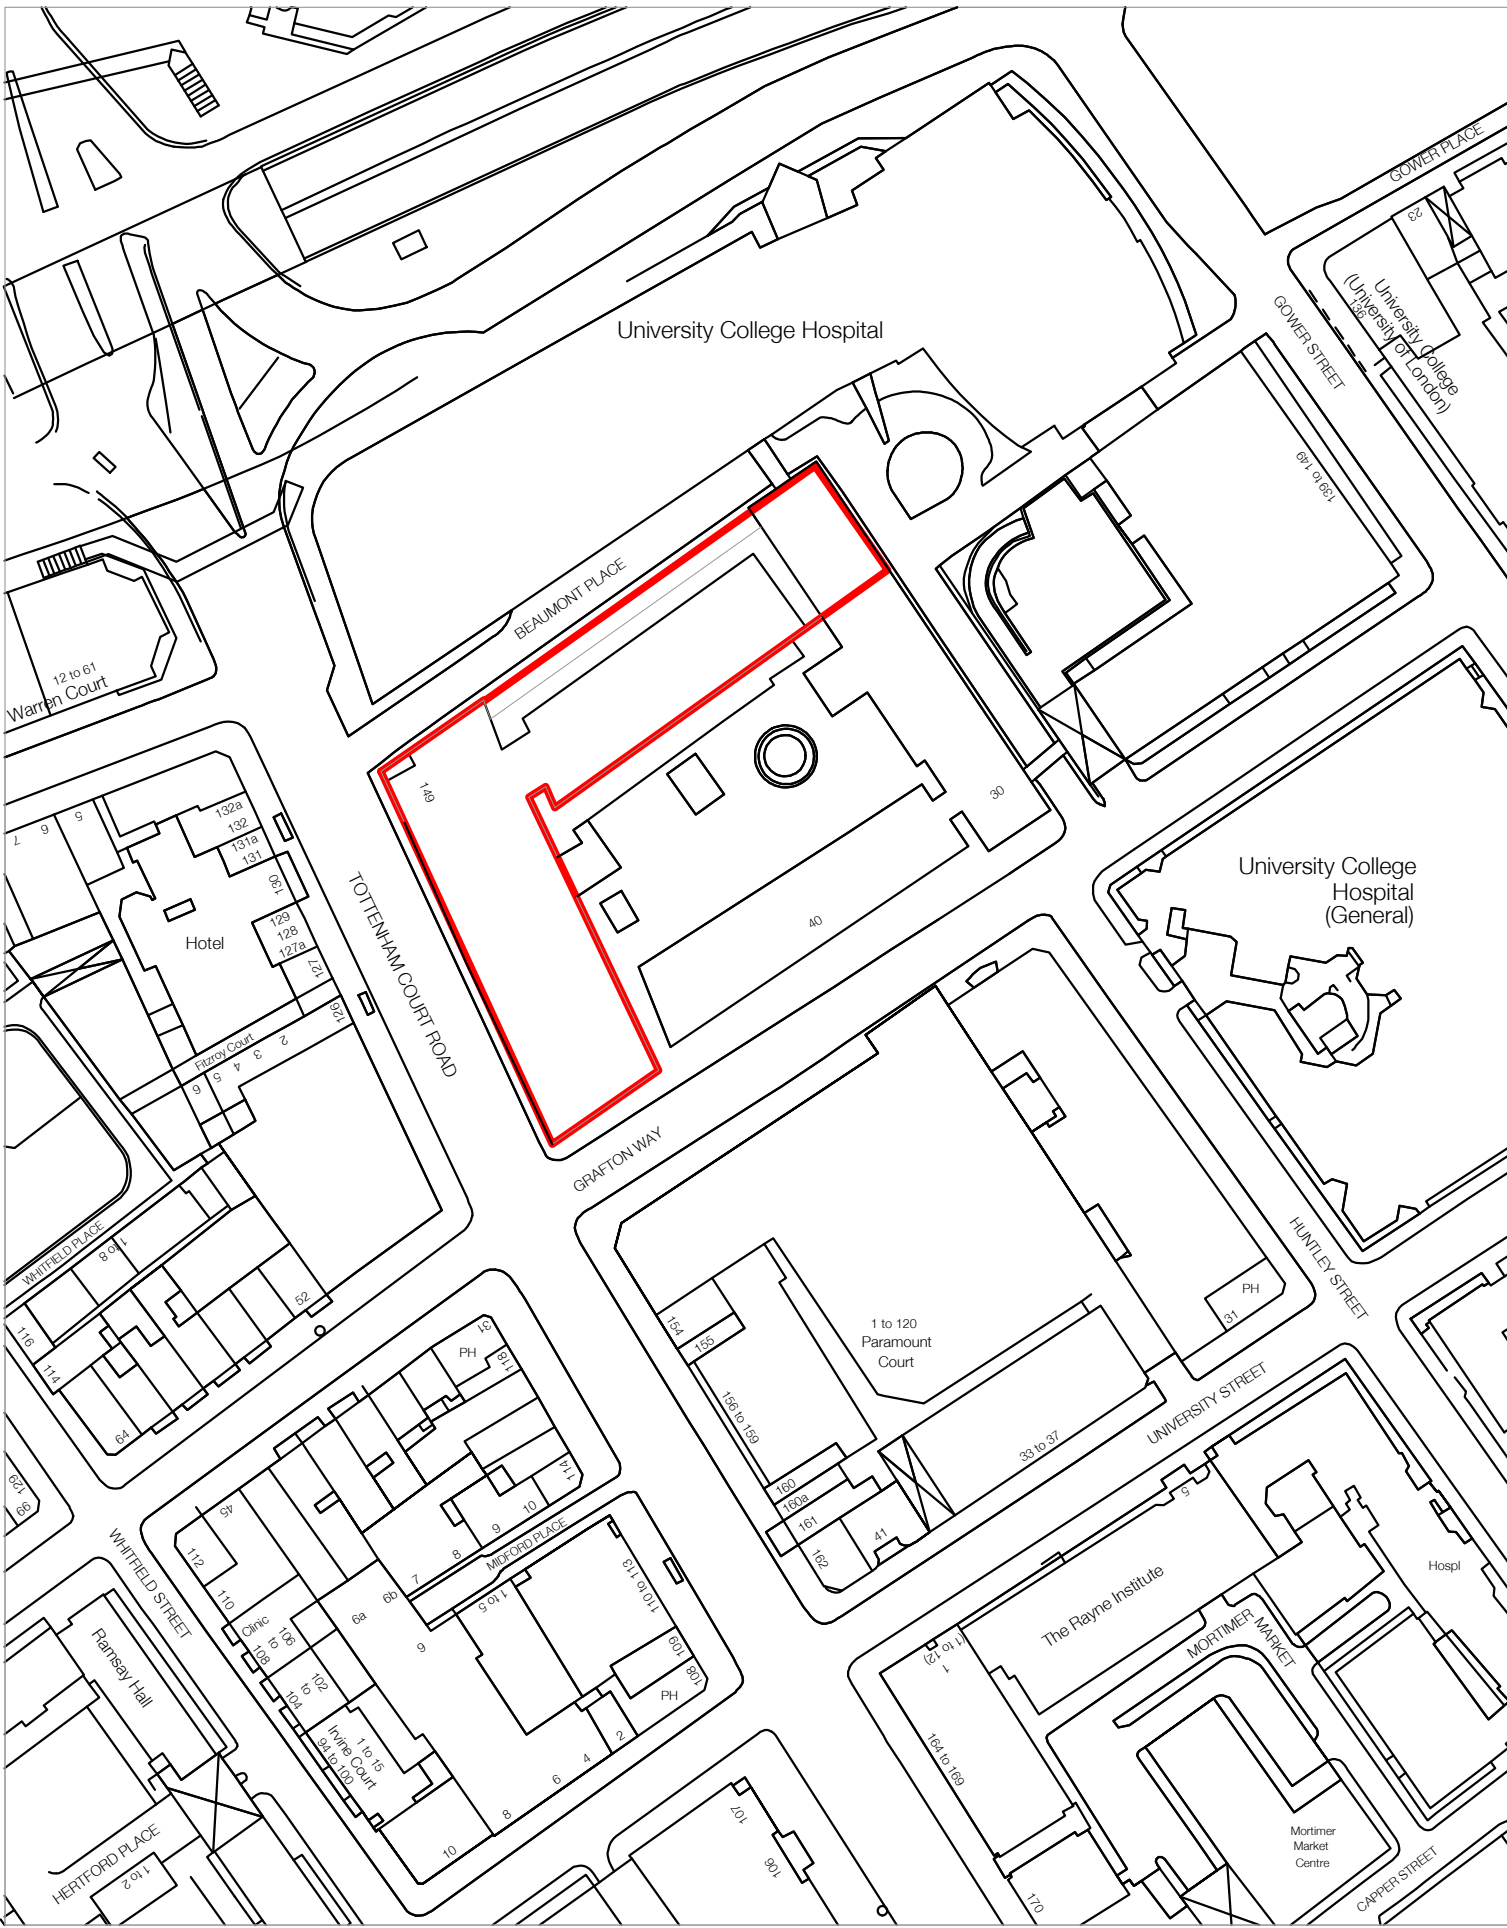 GOWER PLACE
23
University College
(University of London)
136
GOWER STREET
University College Hospital
139 to 149
BEAUMONT PLACE
12 to 61
Warren Court
149
30
40
7
6
5
132a
132
131a
131
130
129
128
127a
127
126
Hotel
TOTTENHAM COURT ROAD
Fitzroy Court
6
5
4
3
2
University College
Hospital
(General)
GRAFTON WAY
WHITFIELD PLACE
1 to 8
116
114
52
64
HUNTLEY STREET
PH
31
154
155
1 to 120
Paramount
Court
156 to 159
33 to 37
UNIVERSITY STREET
31
PH
118
114
129
99
45
112
110
WHITFIELD STREET
10
9
8
7
6b
6a
6
MIDFORD PLACE
1 to 5
110 to 113
109
108
PH
160
160a
161
162
41
5
Hospl
The Rayne Institute
MORTIMER
MARKET
1
(1 to 12)
Clinic
106
to
108
102
to
104
Ramsay Hall
1 to 15
Irvine Court
94 to 100
2
4
6
8
10
164 to 169
107
106
170
Mortimer
Market
Centre
CAPPER STREET
HERTFORD PLACE
1 to 2